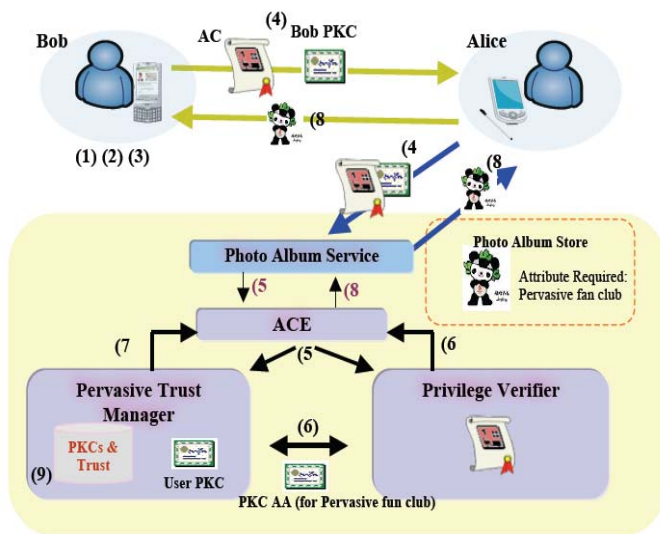 (4)
Bob
AC
Bob PKC
Alice
(8
(1) (2) (3)
(4
(8
Photo Album Store
Attribute Required:
Pervasive fan club
Photo Album Service
(5
(8
ACE
(7
(5
(6
Pervasive Trust
Manager
Privilege Verifier
PKCs &
Trust
(9)
User PKC
(6)
PKC AA (for Pervasive fun club)